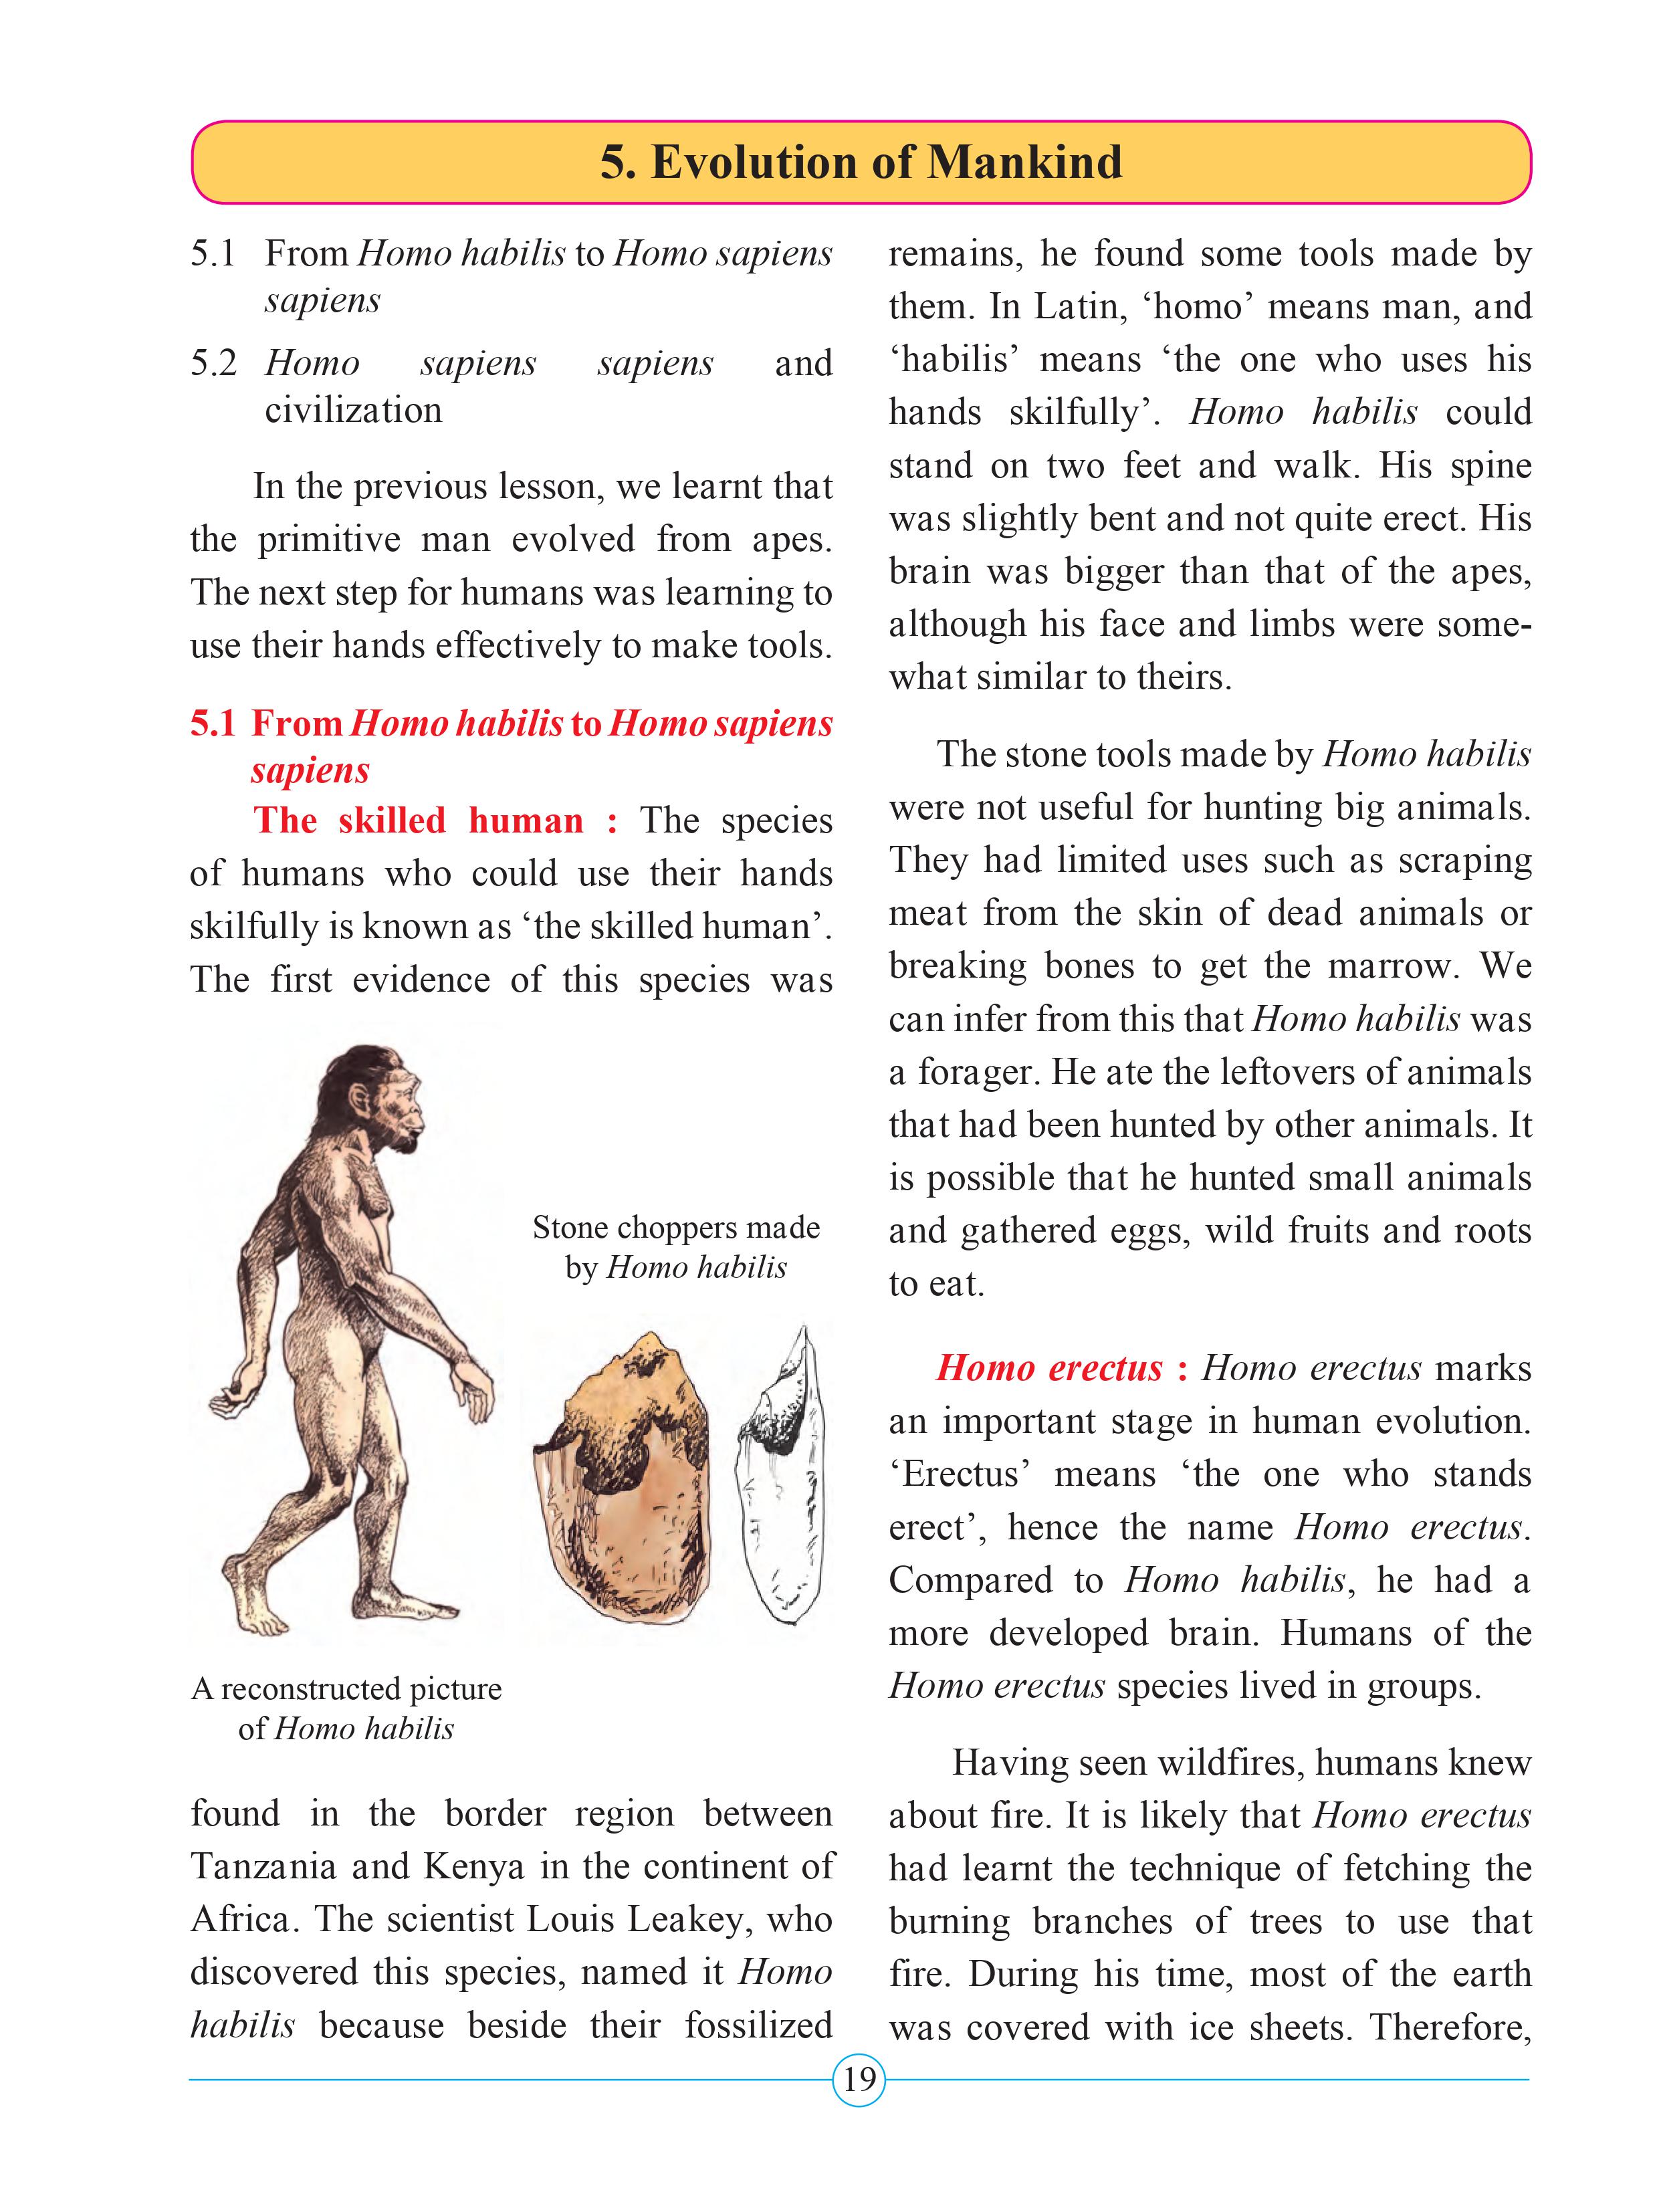 5. Evolution of Mankind
5.1 From Homo habilis to Homo sapiens
sapiens
5.2 Homo sapiens sapiens and
civilization
In the previous lesson, we learnt that
the primitive man evolved from apes.
The next step for humans was learning to
use their hands effectively to make tools.
5.1 From Homo habilis to Homo sapiens
sapiens
The skilled human : The species
of humans who could use their hands
skilfully is known as ‘the skilled human’.
The first evidence of this species was
Stone choppers made
by Homo habilis
A reconstructed picture
of Homo habilis
found in the border region between
Tanzania and Kenya in the continent of
Africa. The scientist Louis Leakey, who
discovered this species, named it Homo
habilis because beside their fossilized
remains, he found some tools made by
them. In Latin, ‘homo’ means man, and
‘habilis’ means ‘the one who uses his
hands skilfully’. Homo habilis could
stand on two feet and walk. His spine
was slightly bent and not quite erect. His
brain was bigger than that of the apes,
although his face and limbs were some-
what similar to theirs.
The stone tools made by Homo habilis
were not useful for hunting big animals.
They had limited uses such as scraping
meat from the skin of dead animals or
breaking bones to get the marrow. We
can infer from this that Homo habilis was
a forager. He ate the leftovers of animals
that had been hunted by other animals. It
is possible that he hunted small animals
and gathered eggs, wild fruits and roots
to eat.
Homo erectus : Homo erectus marks
an important stage in human evolution.
‘Erectus’ means ‘the one who stands
erect’, hence the name Homo erectus.
Compared to Homo habilis, he had a
more developed brain. Humans of the
Homo erectus species lived in groups.
Having seen wildfires, humans knew
about fire. It is likely that Homo erectus
had learnt the technique of fetching the
burning branches of trees to use that
fire. During his time, most of the earth
was covered with ice sheets. Therefore,
19